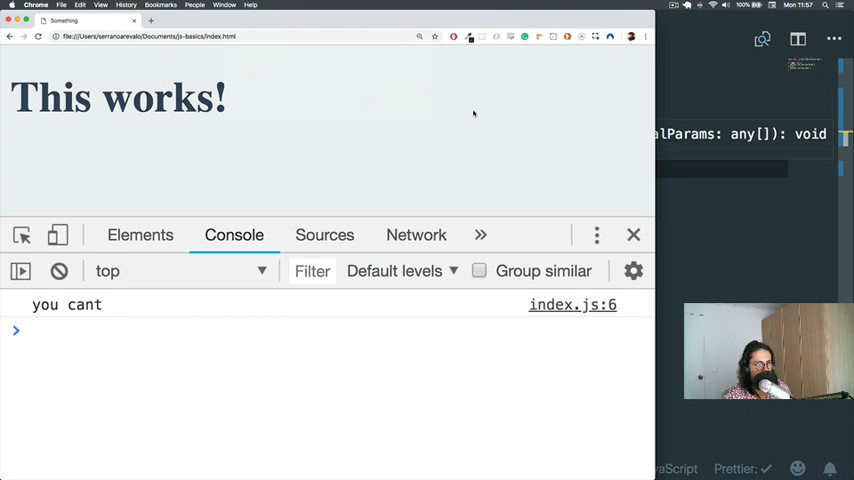 Chrome File Edit View History Bookmarks People Window Help 100% Mon 11:57
Something
file:///Users/serranoarevalo/Documents/js-basics/index.html
This works!
alParams: any[]): void
Elements Console Sources Network
top Filter Default levels Group similar
you cant index.js:6
vaScript Prettier: